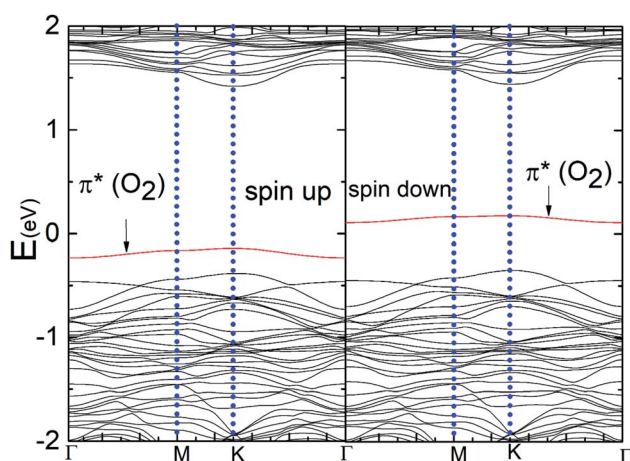 2
1
0
-1
-2
E(eV)
π* (O2)
spin up
spin down
π* (O2)
Γ M K Γ M K Γ